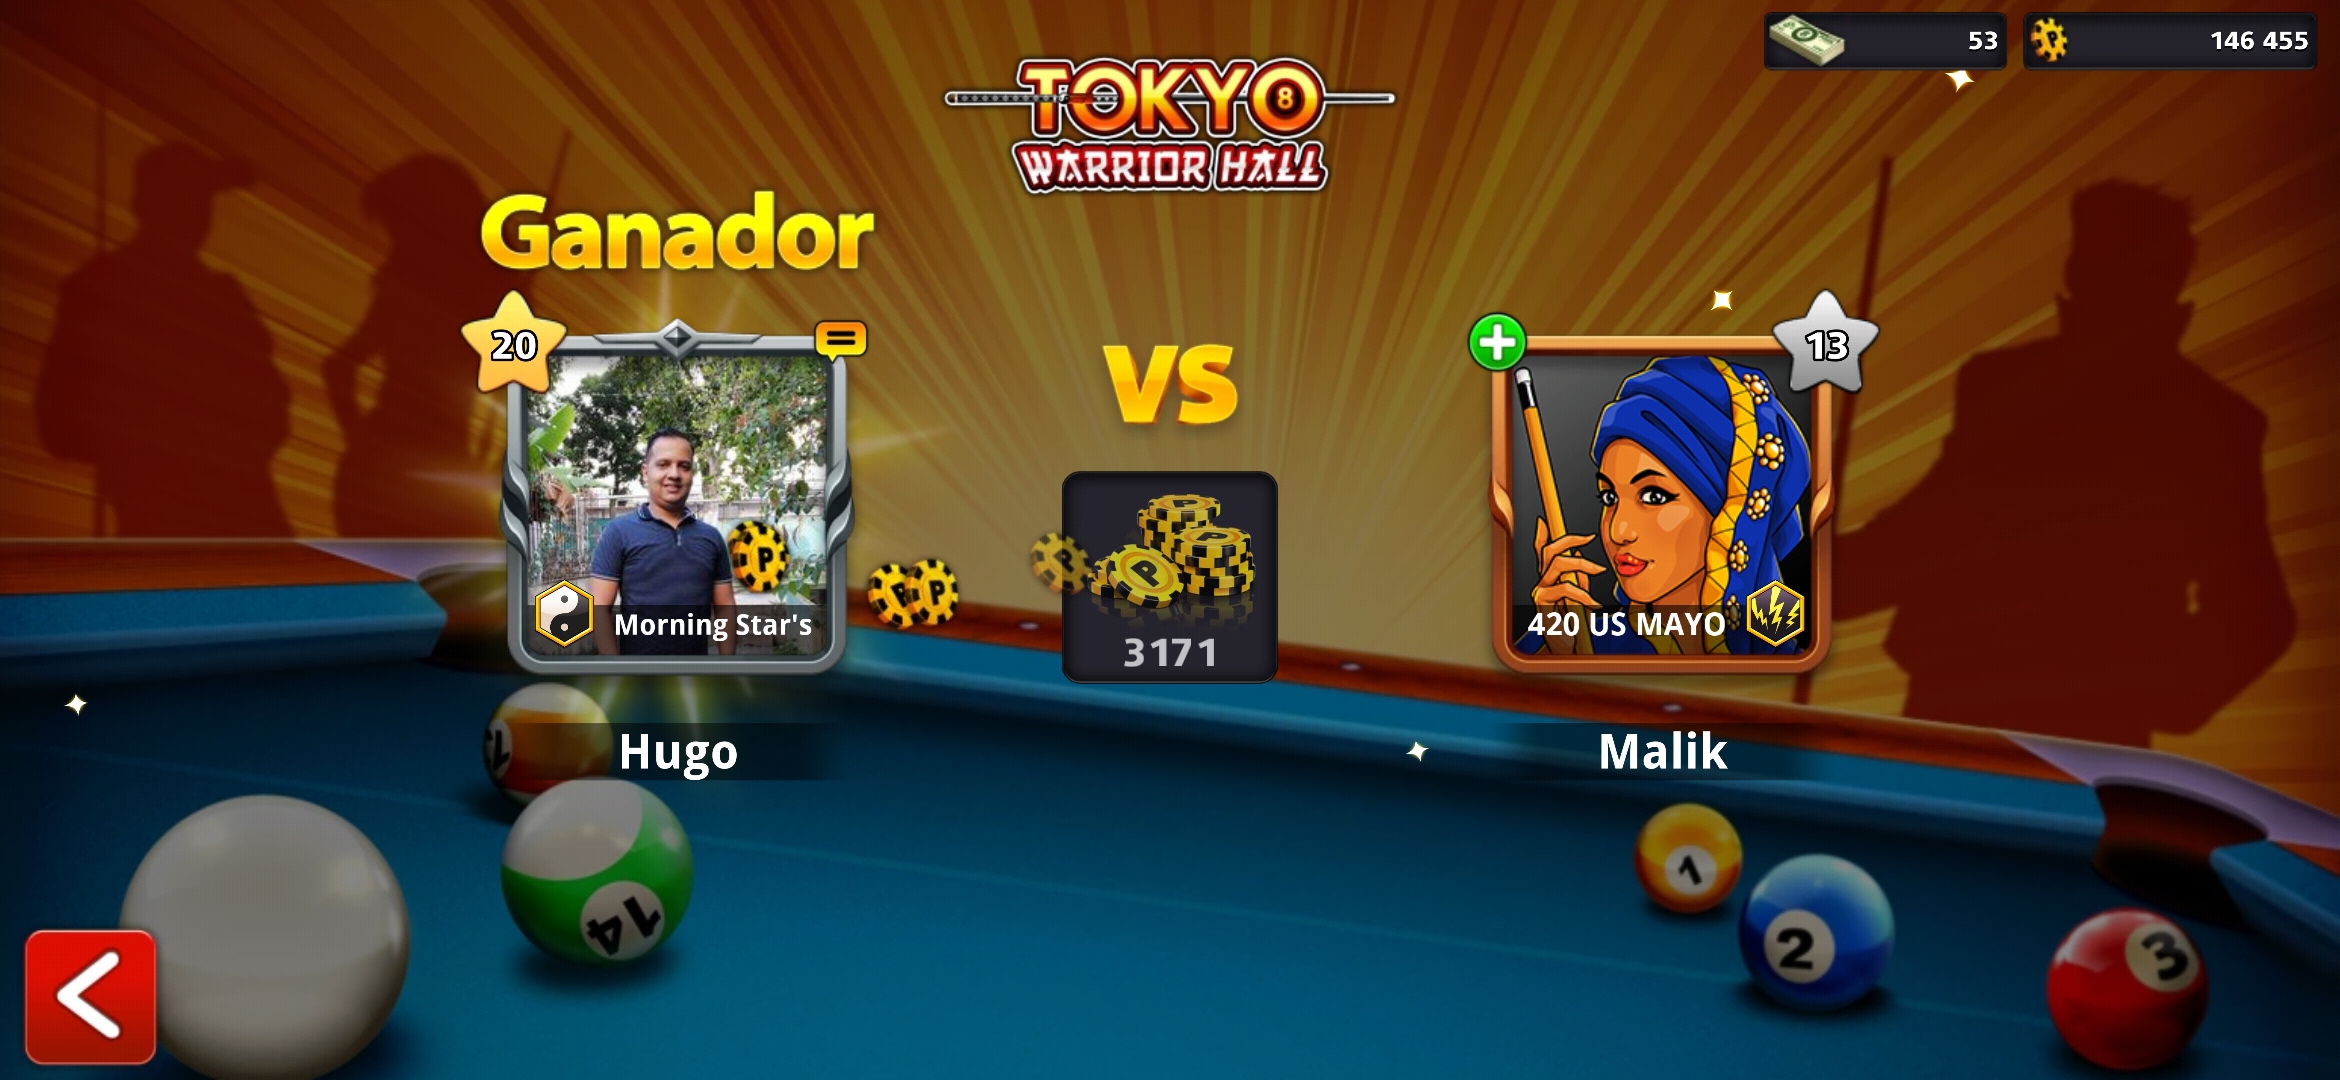 53
146 455
TOKYO
8
WARRIOR HALL
Ganador
20
13
VS
P
P
Morning Star's
420 US MAYO
3171
Hugo
Malik
14
1
2
3